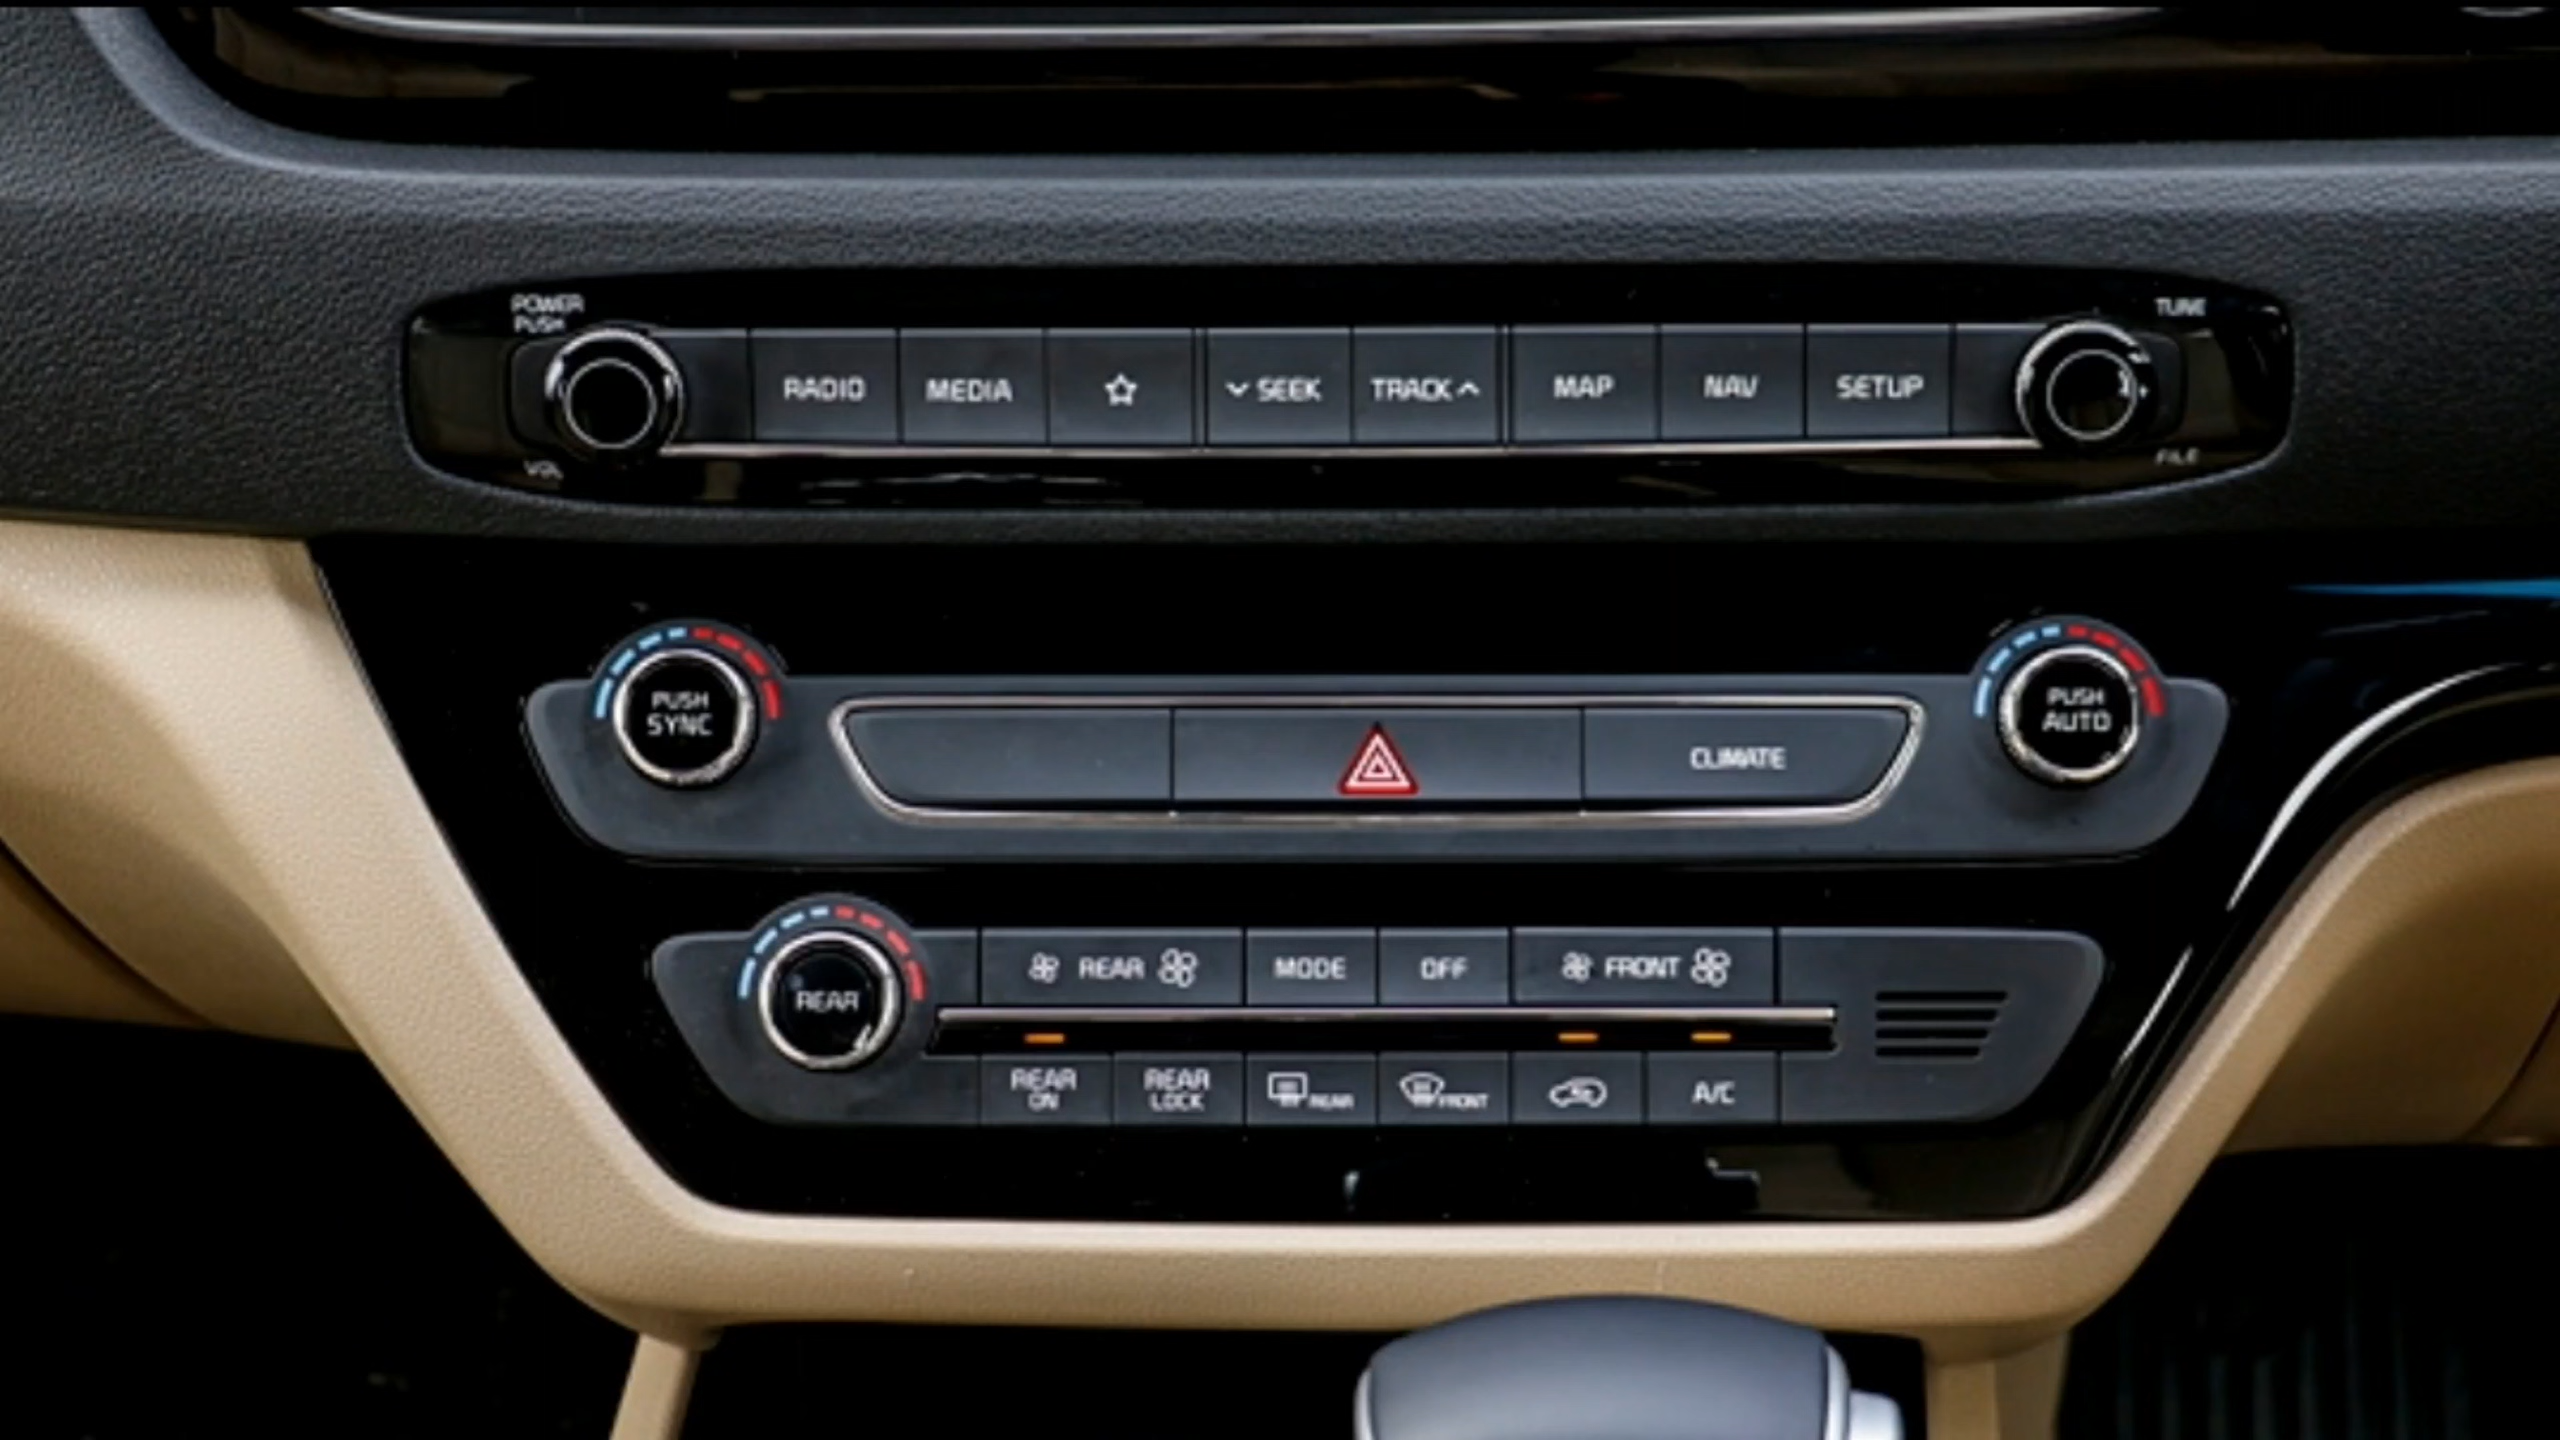 POWER
PUSH
TUNE
RADIO MEDIA SEEK TRACK MAP NAV SETUP
VOL
FILE
PUSH
SYNC
PUSH
AUTO
CLIMATE
REAR MODE OFF FRONT
REAR
REAR
ON
REAR
LOCK
REAR
FRONT
A/C